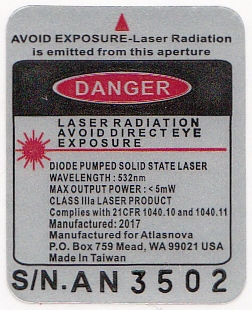 AVOID EXPOSURE-Laser Radiation
is emitted from this aperture
DANGER
LASER RADIATION
AVOID DIRECT EYE
EXPOSURE
DIODE PUMPED SOLID STATE LASER
WAVELENGTH : 532nm
MAX OUTPUT POWER : < 5mW
CLASS IIIa LASER PRODUCT
Complies with 21CFR 1040.10 and 1040.11
Manufactured: 2017
Manufactured for Atlasnova
P.O. Box 759 Mead, WA 99021 USA
Made In Taiwan
S/N. AN 3502